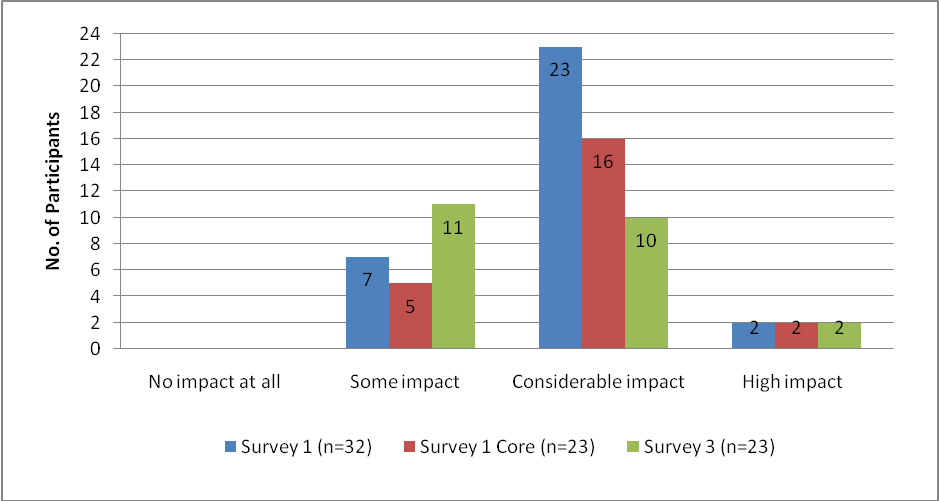 No. of Participants
24
22
20
18
16
14
12
10
8
6
4
2
0
7
5
11
23
16
10
2
2
2
No impact at all
Some impact
Considerable impact
High impact
Survey 1 (n=32)
Survey 1 Core (n=23)
Survey 3 (n=23)